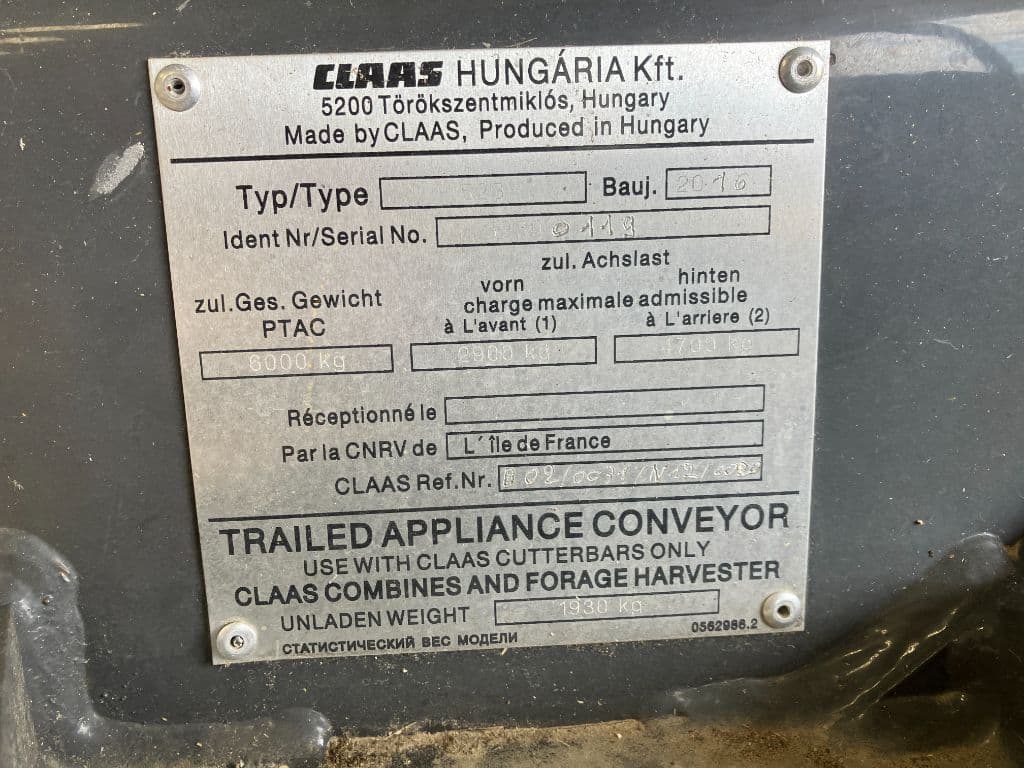 CLAAS HUNGÁRIA Kft.
5200 Törökszentmiklós, Hungary
Made by CLAAS, Produced in Hungary
Typ/Type Bauj. 2016
Ident Nr/Serial No. 0119
zul. Achslast
vorn hinten
zul.Ges. Gewicht charge maximale admissible
PTAC à L'avant (1) à L'arriere (2)
6000 kg 2900 kg 4700 kg
Réceptionné le
Par la CNRV de L´île de France
CLAAS Ref.Nr.
TRAILED APPLIANCE CONVEYOR
USE WITH CLAAS CUTTERBARS ONLY
CLAAS COMBINES AND FORAGE HARVESTER
UNLADEN WEIGHT 1930 kg
СТАТИСТИЧЕСКИЙ ВЕС МОДЕЛИ 0562986.2